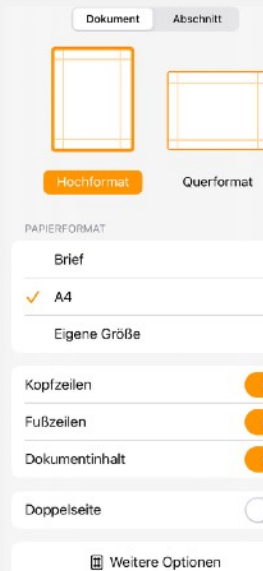 Dokument Abschnitt
Hochformat Querformat
PAPIERFORMAT
Brief
A4
Eigene Größe
Kopfzeilen
Fußzeilen
Dokumentinhalt
Doppelseite
Weitere Optionen